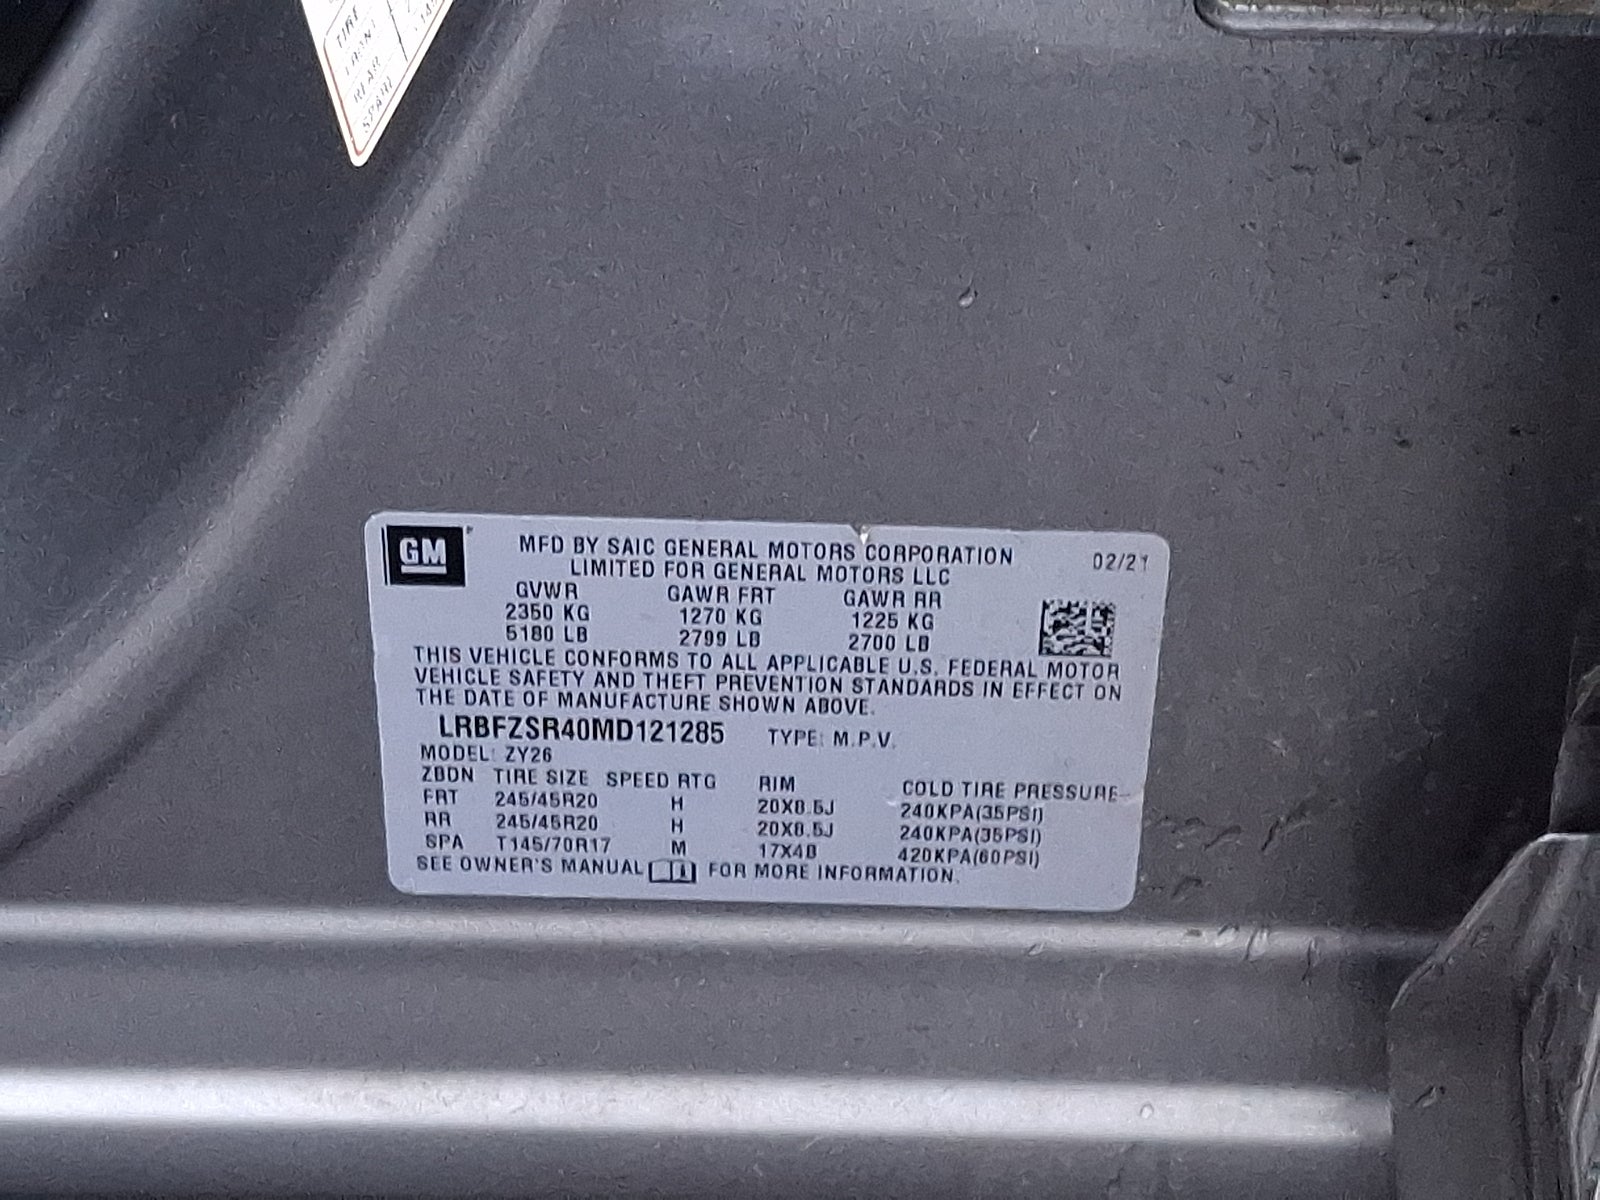 TIRE
FRONT
REAR
SPARE
GM
MFD BY SAIC GENERAL MOTORS CORPORATION 02/21
LIMITED FOR GENERAL MOTORS LLC
GVWR GAWR FRT GAWR RR
2350 KG 1270 KG 1225 KG
5180 LB 2799 LB 2700 LB
THIS VEHICLE CONFORMS TO ALL APPLICABLE U.S. FEDERAL MOTOR
VEHICLE SAFETY AND THEFT PREVENTION STANDARDS IN EFFECT ON
THE DATE OF MANUFACTURE SHOWN ABOVE.
LRBFZSR40MD121285 TYPE: M.P.V.
MODEL: ZY26
ZBDN TIRE SIZE SPEED RTG RIM COLD TIRE PRESSURE
FRT 245/45R20 H 20X8.5J 240KPA(35PSI)
RR 245/45R20 H 20X8.5J 240KPA(35PSI)
SPA T145/70R17 M 17X4B 420KPA(60PSI)
SEE OWNER'S MANUAL FOR MORE INFORMATION.